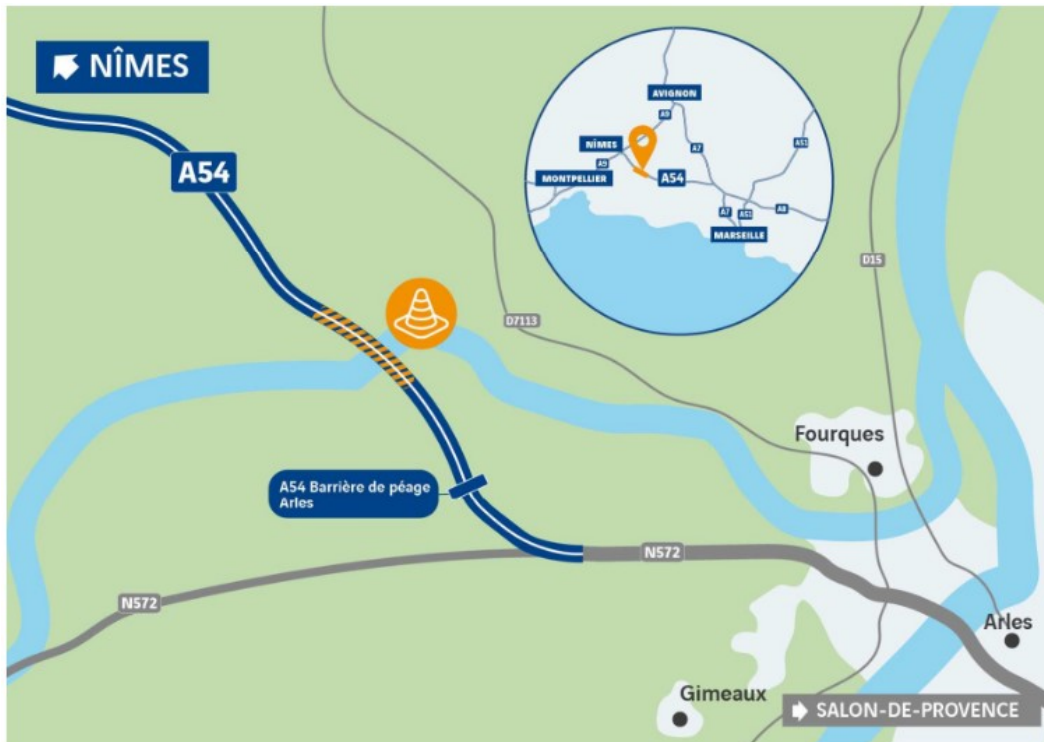 NÎMES
A54
AVIGNON
A9
NÎMES
A7
A51
A9
MONTPELLIER
A54
A7
A51
A8
MARSEILLE
D15
D7113
Fourques
A54 Barrière de péage
Arles
N572
N572
Arles
Gimeaux
SALON-DE-PROVENCE